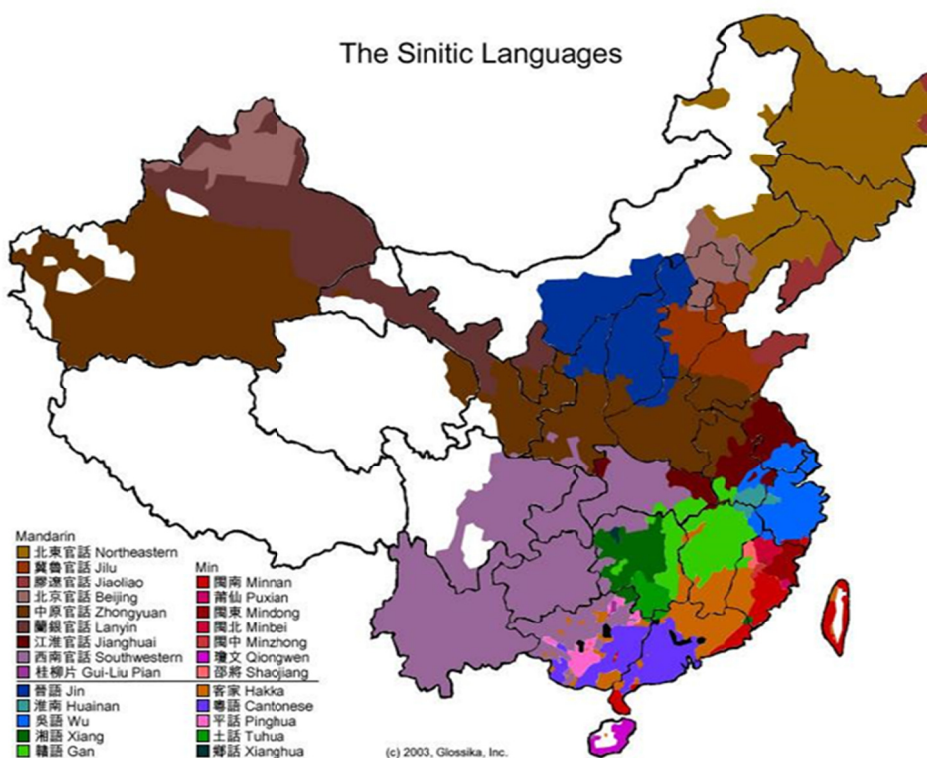 The Sinitic Languages
Mandarin
北東官話 Northeastern
冀魯官話 Jilu
膠遼官話 Jiaoliao
北京官話 Beijing
中原官話 Zhongyuan
蘭銀官話 Lanyin
江淮官話 Jianghuai
西南官話 Southwestern
桂柳片 Gui-Liu Pian
晉語 Jin
淮南 Huainan
吳語 Wu
湘語 Xiang
贛語 Gan
Min
閩南 Minnan
莆仙 Puxian
閩東 Mindong
閩北 Minbei
閩中 Minzhong
瓊文 Qiongwen
邵將 Shaojiang
客家 Hakka
粵語 Cantonese
平話 Pinghua
土話 Tuhua
鄉話 Xianghua
(c) 2003, Glossika, Inc.